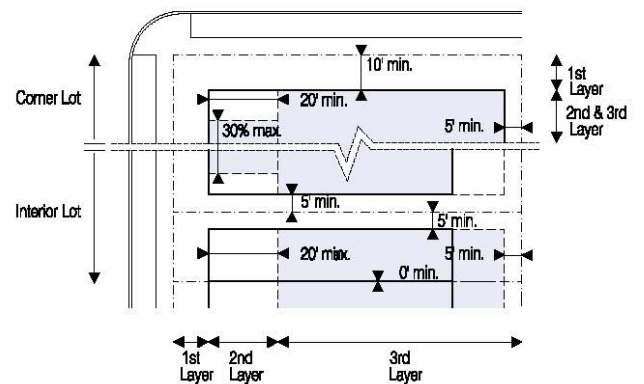 10' min.
1st
Layer
Corner Lot
20' min.
2nd & 3rd
Layer
5' min.
30% max.
Interior Lot
5' min.
5' min.
20' max.
5' min.
0' min.
1st
Layer
2nd
Layer
3rd
Layer